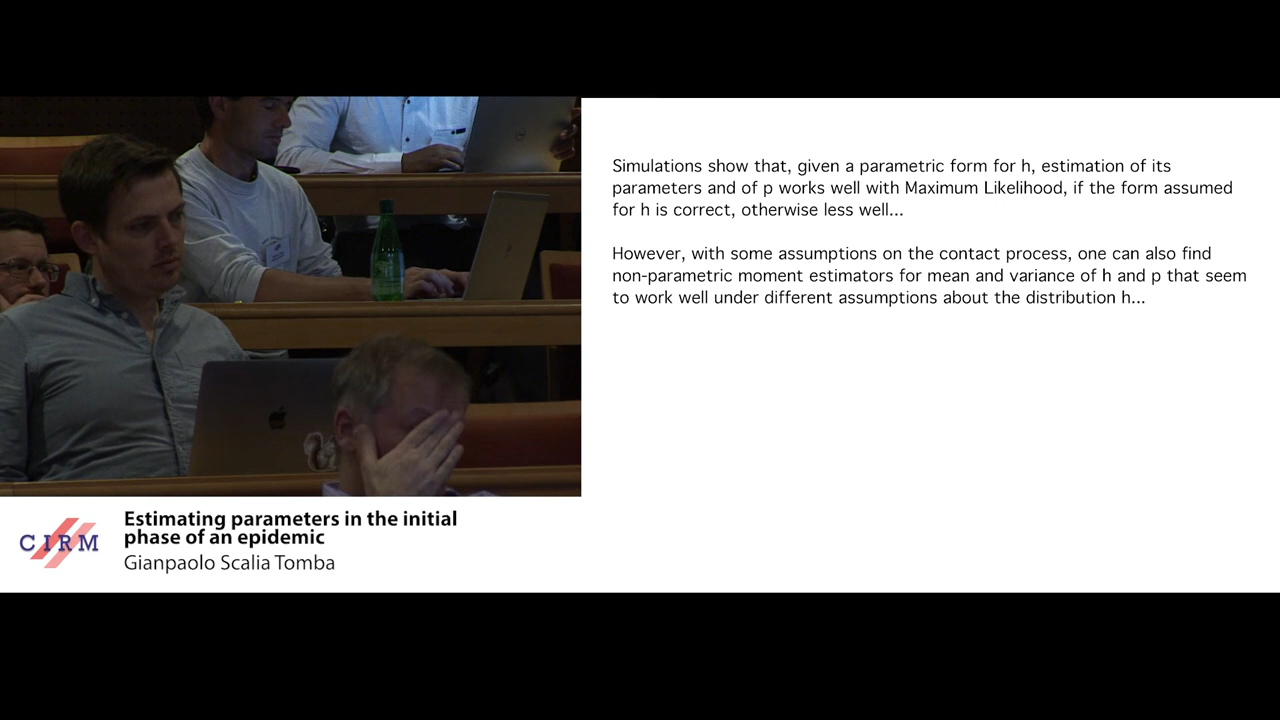 Simulations show that, given a parametric form for h, estimation of its
parameters and of p works well with Maximum Likelihood, if the form assumed
for h is correct, otherwise less well...
However, with some assumptions on the contact process, one can also find
non-parametric moment estimators for mean and variance of h and p that seem
to work well under different assumptions about the distribution h...
CIRM
Estimating parameters in the initial
phase of an epidemic
Gianpaolo Scalia Tomba